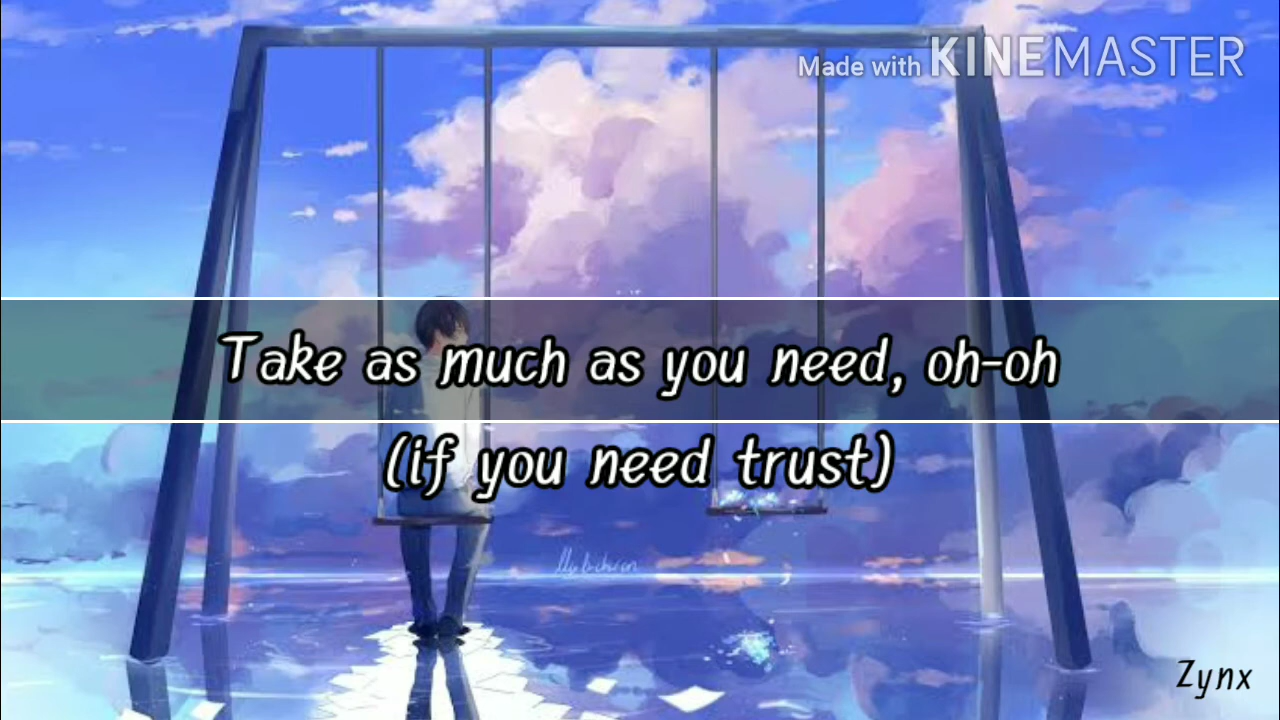 Made with KINEMASTER
Take as much as you need, oh-oh
(if you need trust)
Zynx